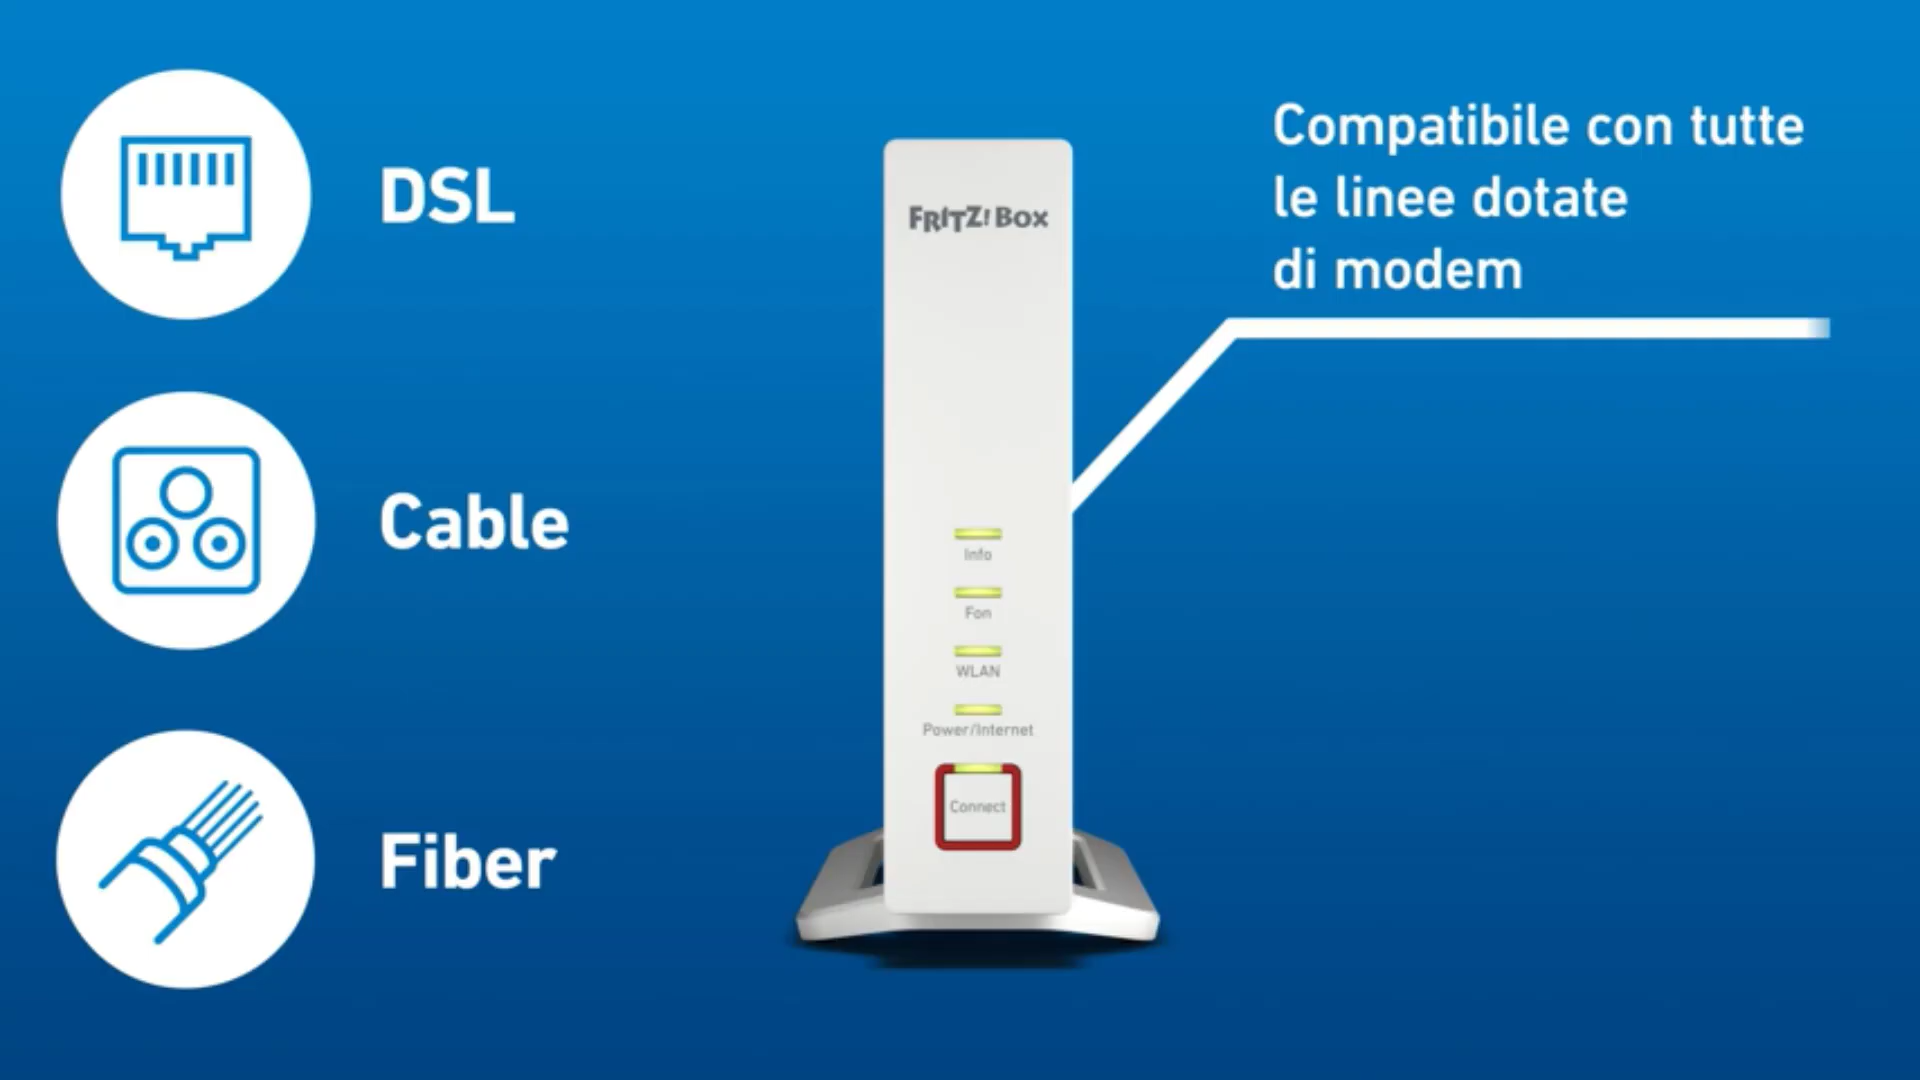 DSL
Cable
Fiber
FRITZ!Box
Info
Fon
WLAN
Power/Internet
Connect
Compatibile con tutte
le linee dotate
di modem